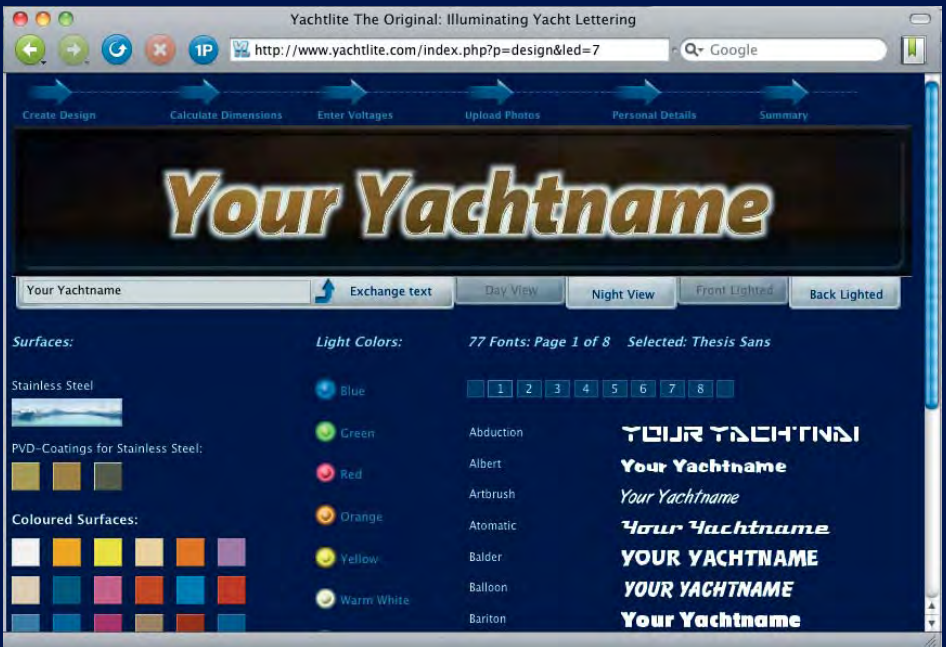 Yachtlite The Original: Illuminating Yacht Lettering
1P http://www.yachtlite.com/index.php?p=design&led=7 Google
Create Design Calculate Dimensions Enter Voltages Upload Photos Personal Details Summary
Your Yachtname
Your Yachtname Exchange text Day View Night View Front Lighted Back Lighted
Surfaces: Light Colors: 77 Fonts: Page 1 of 8 Selected: Thesis Sans
Stainless Steel Blue 1 2 3 4 5 6 7 8
PVD-Coatings for Stainless Steel: Green Abduction YOUR YACHTNA
Albert Your Yachtname
Red Artbrush Your Yachtname
Coloured Surfaces: Orange Atomatic Your Yachtname
Yellow Balder YOUR YACHTNAME
Balloon YOUR YACHTNAME
Warm White Bariton Your Yachtname